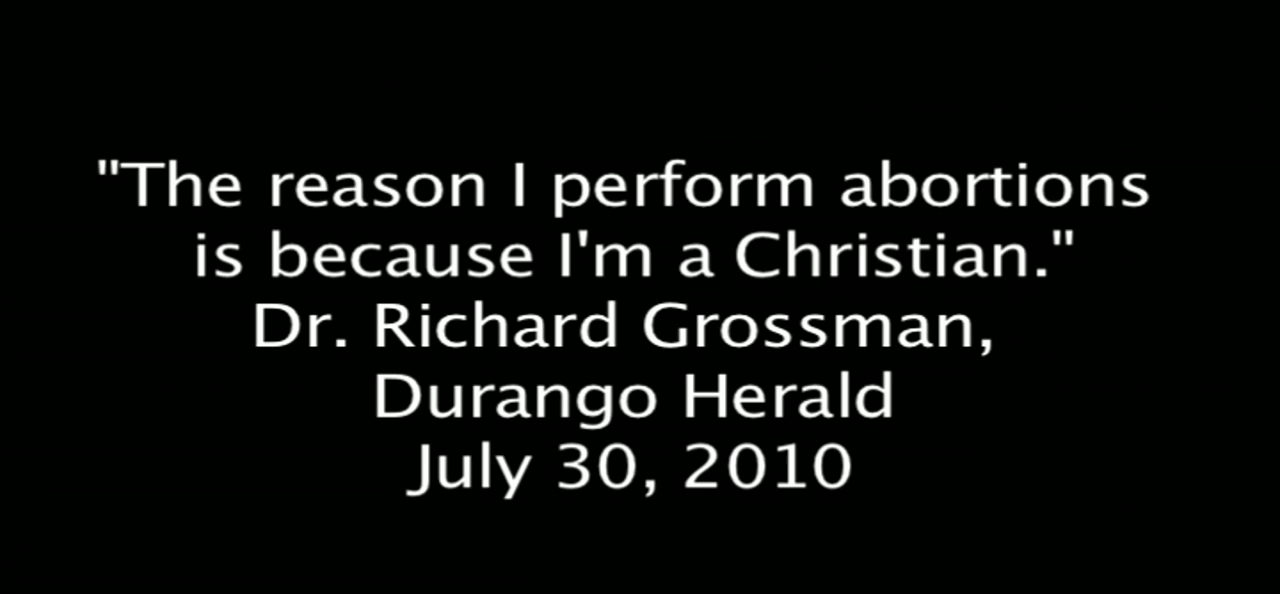 "The reason I perform abortions
is because I'm a Christian."
Dr. Richard Grossman,
Durango Herald
July 30, 2010